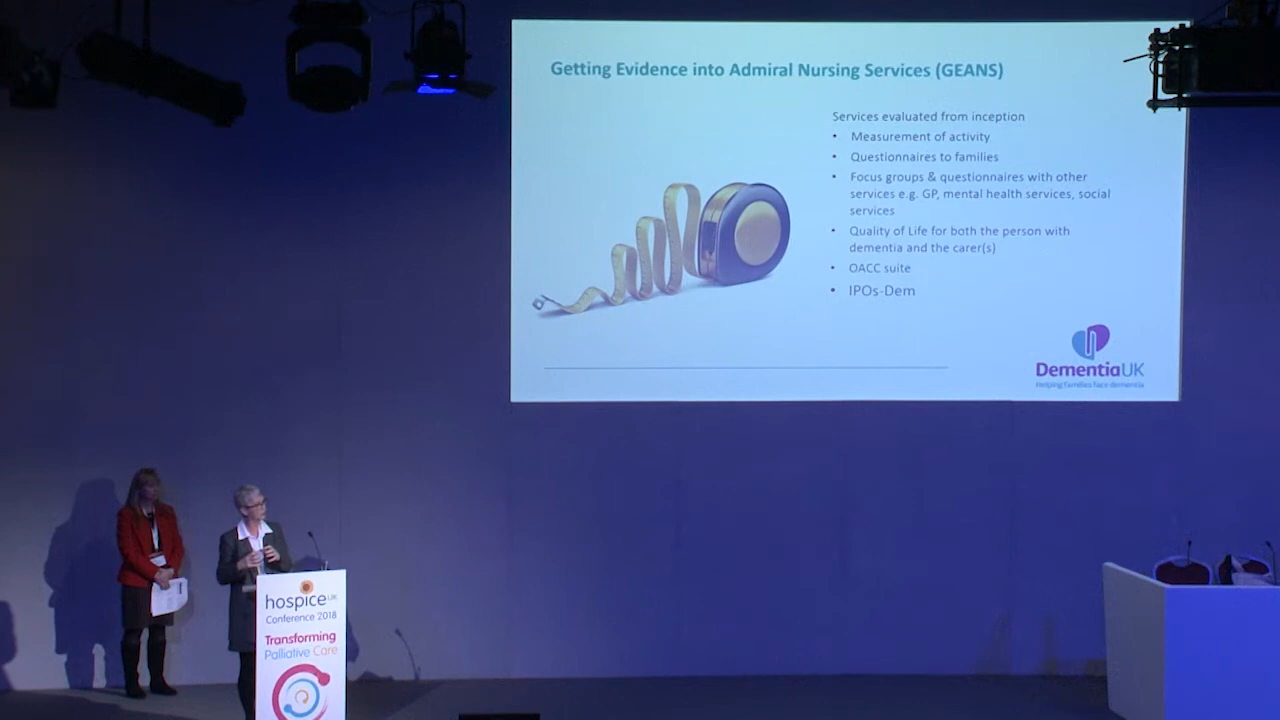 Getting Evidence into Admiral Nursing Services (GEANS)
Services evaluated from inception
• Measurement of activity
• Questionnaires to families
• Focus groups & questionnaires with other
services e.g. GP, mental health services, social
services
• Quality of Life for both the person with
dementia and the carer(s)
• OACC suite
• IPOs-Dem
DementiaUK
Helping families face dementia
hospice UK
Conference 2018
Transforming
Palliative Care